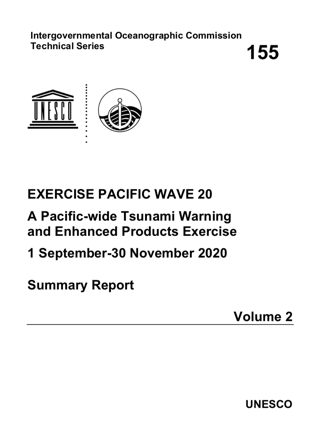 Intergovernmental Oceanographic Commission
Technical Series
155
UNESCO
EXERCISE PACIFIC WAVE 20
A Pacific-wide Tsunami Warning
and Enhanced Products Exercise
1 September-30 November 2020
Summary Report
Volume 2
UNESCO